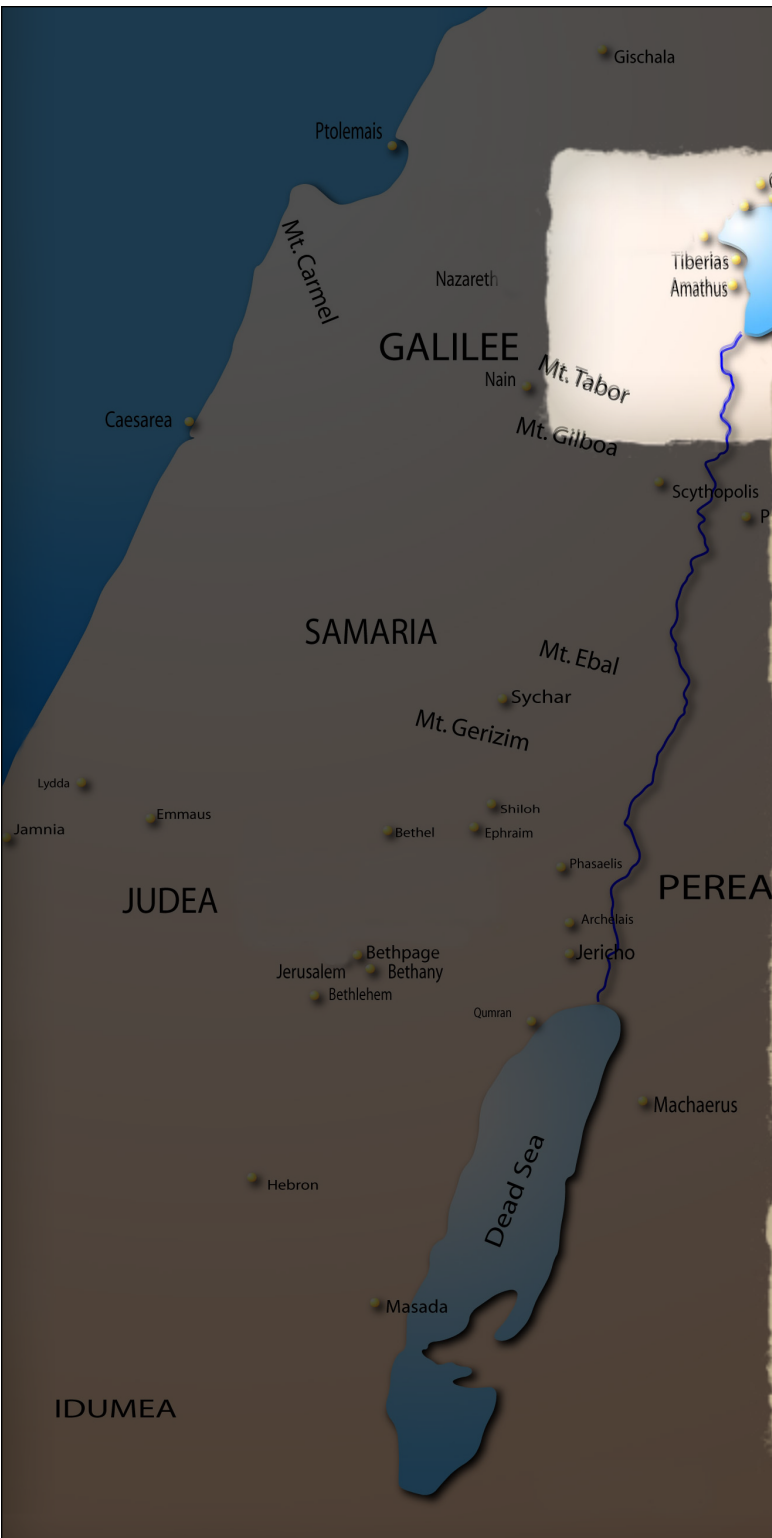 Gischala
Ptolemais
Mt. Carmel
Tiberias
Nazareth
Amathus
GALILEE
Mt. Tabor
Nain
Caesarea
Mt. Gilboa
Scythopolis
P
SAMARIA
Mt. Ebal
Sychar
Mt. Gerizim
Lydda
Shiloh
Emmaus
Jamnia
Bethel
Ephraim
Phasaelis
PEREA
JUDEA
Archelais
Bethpage
Jericho
Jerusalem
Bethany
Bethlehem
Qumran
Machaerus
Dead Sea
Hebron
Masada
IDUMEA